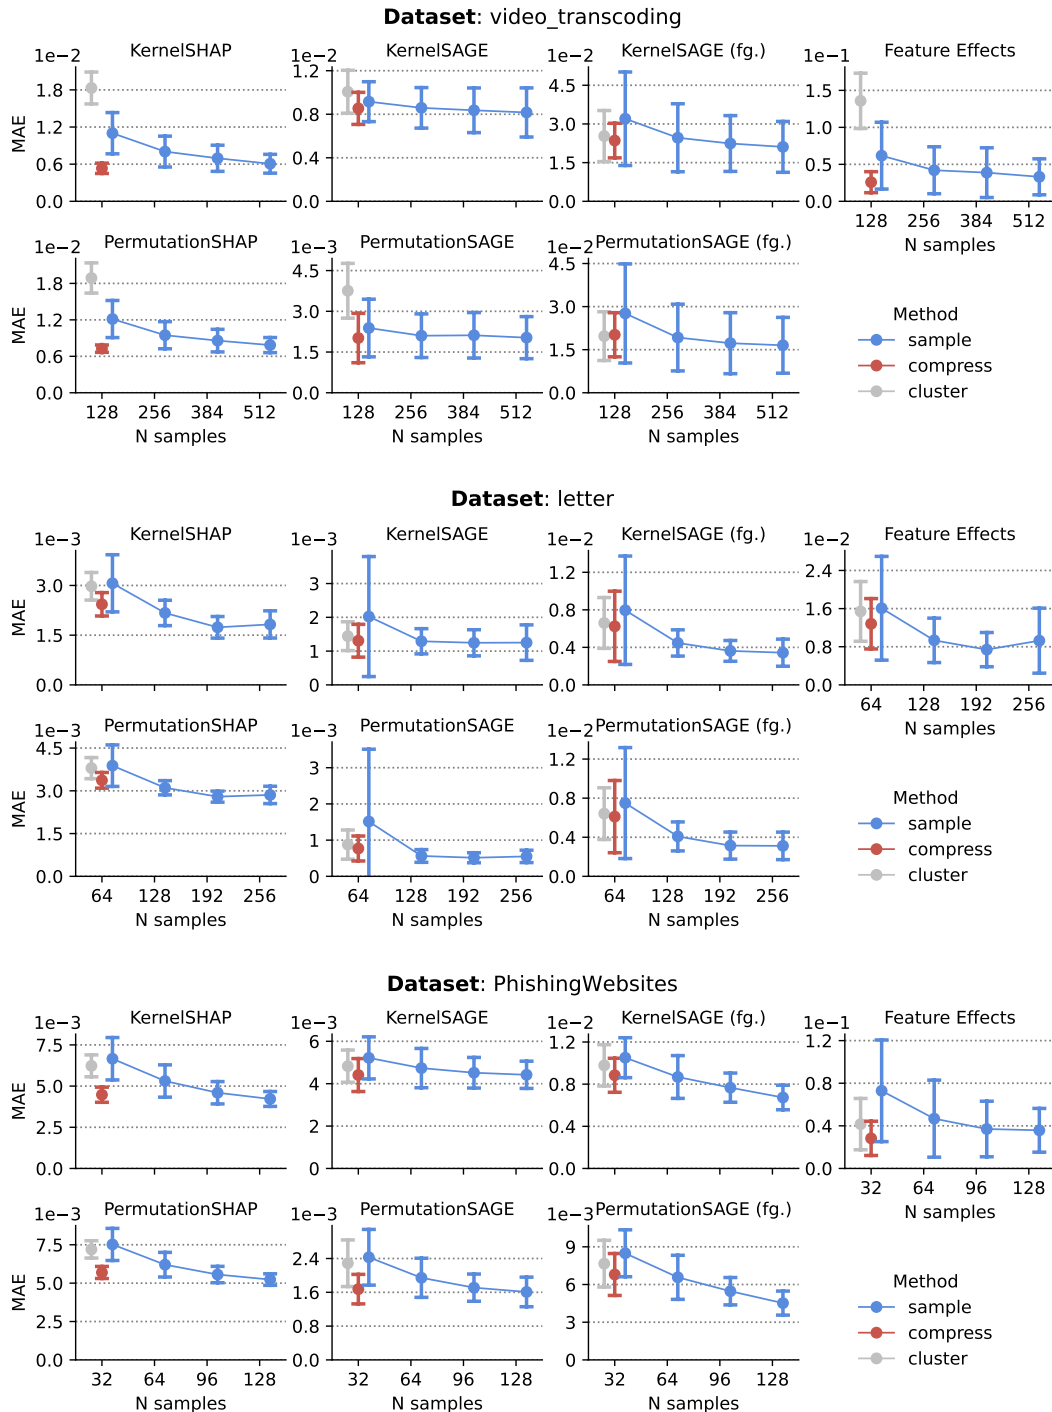 Dataset: video_transcoding
KernelSHAP KernelSAGE KernelSAGE (fg.) Feature Effects
1e−2 1e−2 1e−2 1e−1
MAE
1.8 1.2 0.6 0.0
1.2 0.8 0.4 0.0
4.5 3.0 1.5 0.0
1.5 1.0 0.5 0.0
128 256 384 512
N samples
PermutationSHAP PermutationSAGE PermutationSAGE (fg.)
1e−2 1e−3 1e−2
MAE
1.8 1.2 0.6 0.0
4.5 3.0 1.5 0.0
4.5 3.0 1.5 0.0
128 256 384 512 128 256 384 512 128 256 384 512
N samples N samples N samples
Method
sample
compress
cluster
Dataset: letter
KernelSHAP KernelSAGE KernelSAGE (fg.) Feature Effects
1e−3 1e−3 1e−2 1e−2
MAE
3.0 1.5 0.0
3 2 1 0
1.2 0.8 0.4 0.0
2.4 1.6 0.8 0.0
64 128 192 256
N samples
PermutationSHAP PermutationSAGE PermutationSAGE (fg.)
1e−3 1e−3 1e−2
MAE
4.5 3.0 1.5 0.0
3 2 1 0
1.2 0.8 0.4 0.0
64 128 192 256 64 128 192 256 64 128 192 256
N samples N samples N samples
Method
sample
compress
cluster
Dataset: PhishingWebsites
KernelSHAP KernelSAGE KernelSAGE (fg.) Feature Effects
1e−3 1e−3 1e−2 1e−1
MAE
7.5 5.0 2.5 0.0
6 4 2 0
1.2 0.8 0.4 0.0
1.2 0.8 0.4 0.0
32 64 96 128
N samples
PermutationSHAP PermutationSAGE PermutationSAGE (fg.)
1e−3 1e−3 1e−3
MAE
7.5 5.0 2.5 0.0
2.4 1.6 0.8 0.0
9 6 3 0
32 64 96 128 32 64 96 128 32 64 96 128
N samples N samples N samples
Method
sample
compress
cluster